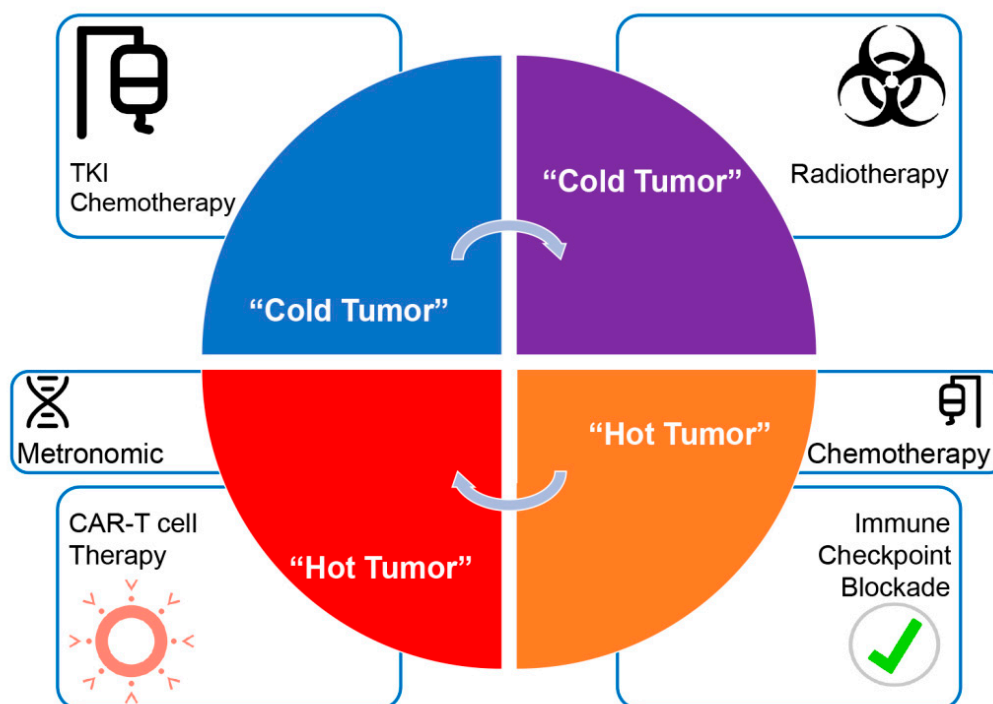 TKI
Chemotherapy
“Cold Tumor”
“Cold Tumor”
Radiotherapy
Metronomic
“Hot Tumor”
Chemotherapy
CAR-T cell
Therapy
“Hot Tumor”
Immune
Checkpoint
Blockade